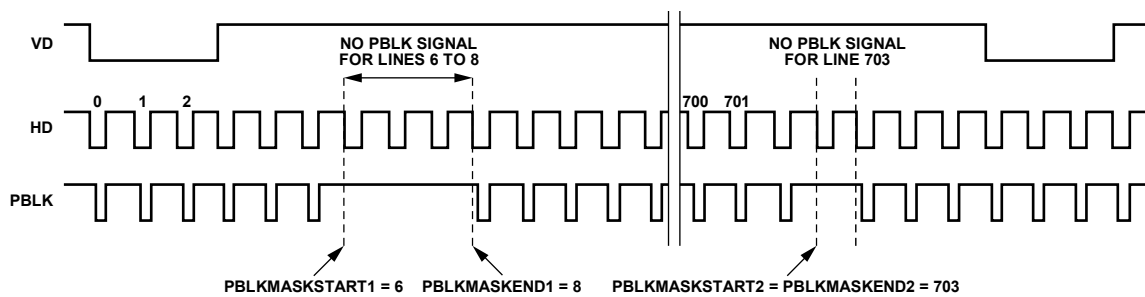 NO PBLK SIGNAL
FOR LINES 6 TO 8
NO PBLK SIGNAL
FOR LINE 703
VD
0 1 2 700 701
HD
PBLK
PBLKMASKSTART1 = 6 PBLKMASKEND1 = 8 PBLKMASKSTART2 = PBLKMASKEND2 = 703